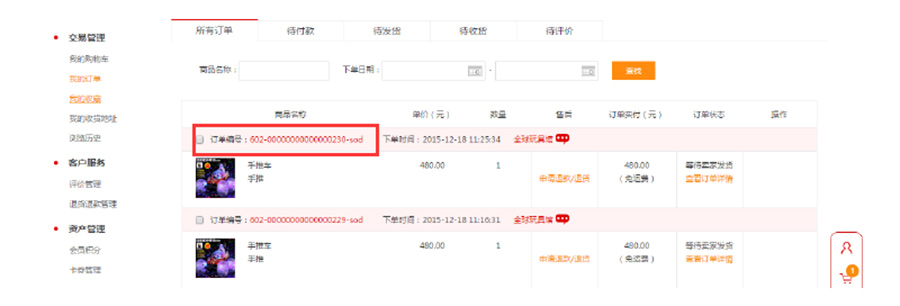 交易管理
我的购物车
我的订单
我的收藏
我的收货地址
浏览历史
客户服务
评价管理
退货退款管理
资产管理
会员积分
卡券管理
所有订单 待付款 待发货 待收货 待评价
商品名称： 下单日期： - 查找
商品名称 单价（元） 数量 售后 订单实付（元） 订单状态 操作
订单编号：602-00000000000000230-sod 下单时间：2015-12-18 11:25:34 全球玩具馆
手推车 480.00 1 480.00 等待卖家发货
手推 申请退款/退货 （免运费） 查看订单详情
订单编号：602-00000000000000229-sod 下单时间：2015-12-18 11:16:31 全球玩具馆
手推车 480.00 1 480.00 等待卖家发货
手推 申请退款/退货 （免运费） 查看订单详情
1